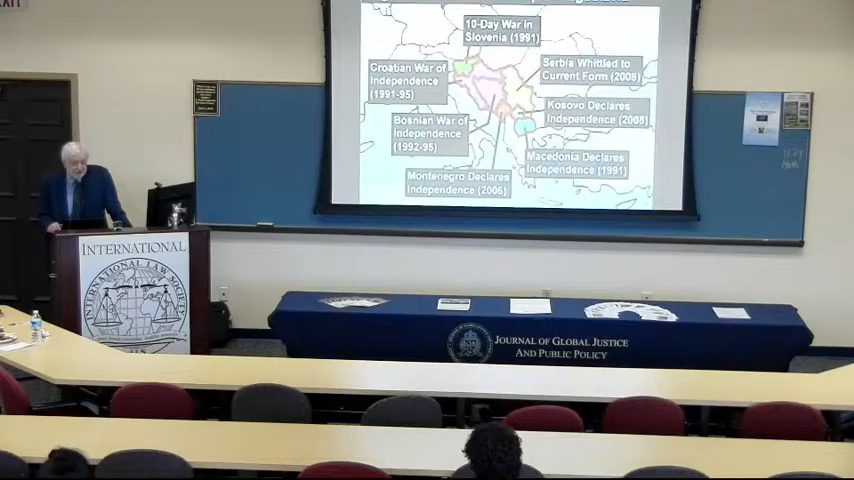 EXIT
10-Day War in
Slovenia (1991)
Croatian War of
Independence
(1991-95)
Serbia Whittled to
Current Form (2008)
Kosovo Declares
Independence (2008)
Bosnian War of
Independence
(1992-95)
Macedonia Declares
Independence (1991)
Montenegro Declares
Independence (2006)
INTERNATIONAL
INTERNATIONAL LAW SOCIETY
JOURNAL OF GLOBAL JUSTICE
AND PUBLIC POLICY